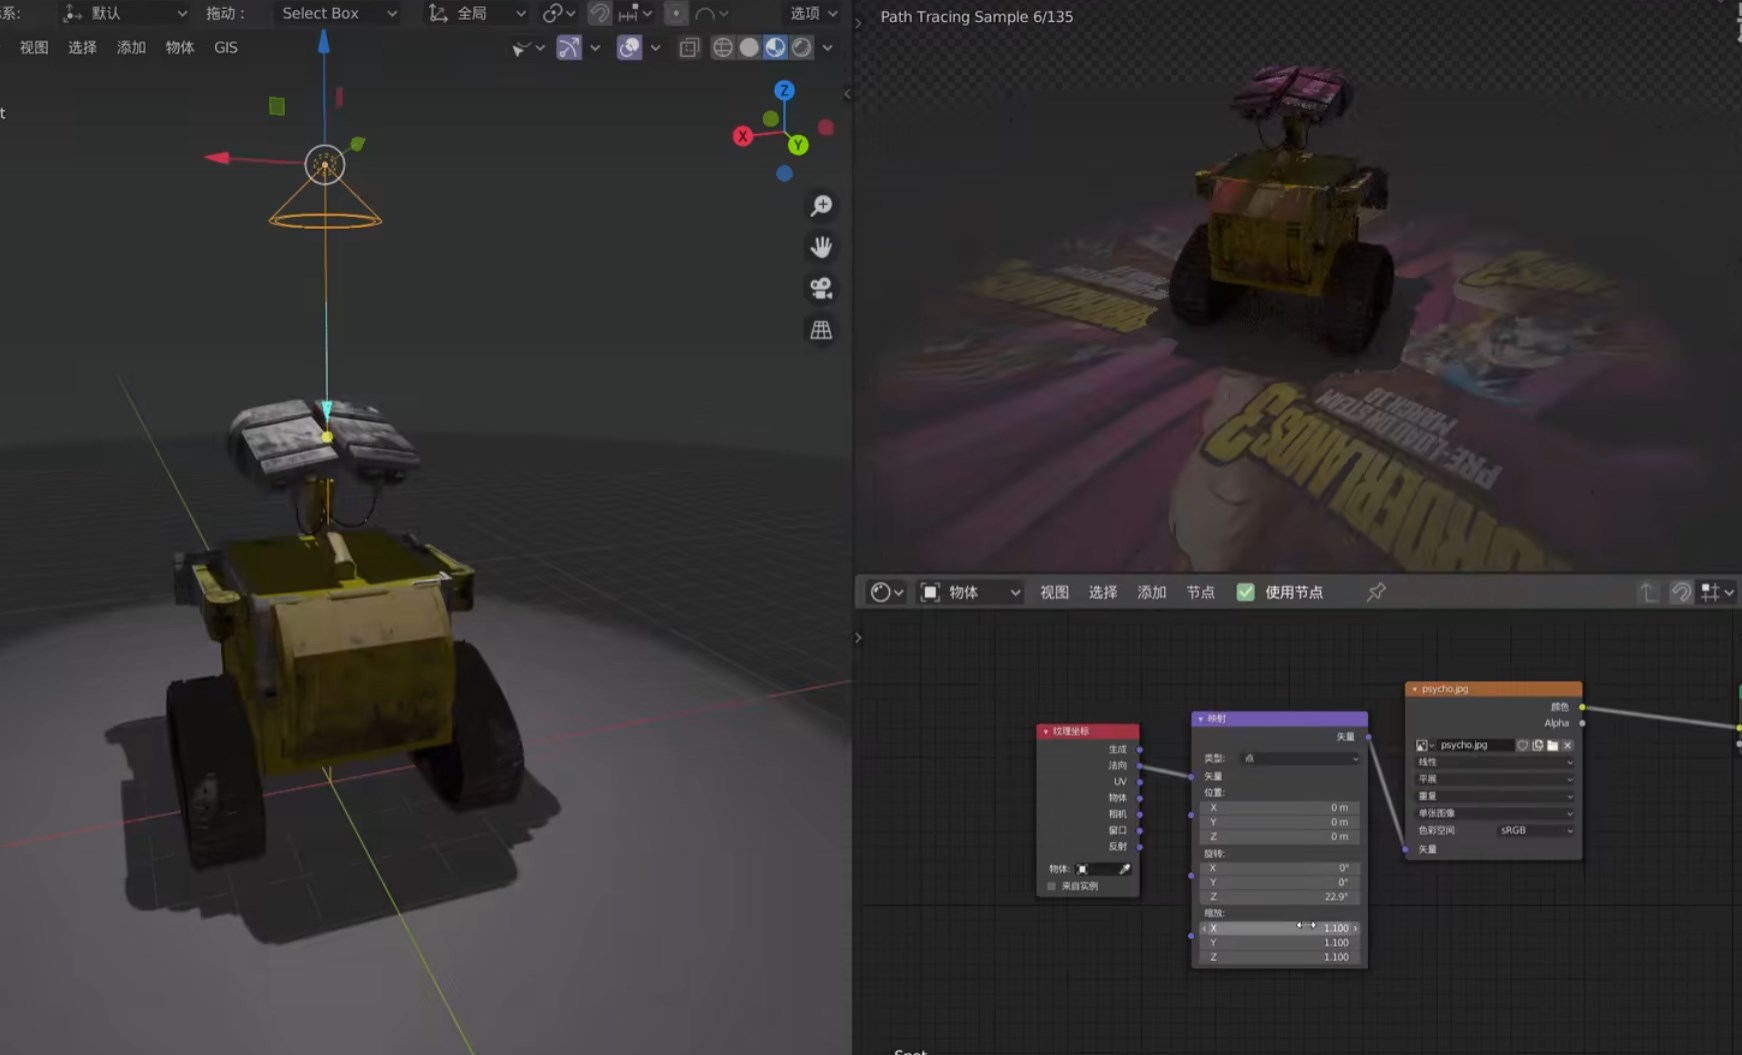 系: 默认 拖动: Select Box 全局 选项
视图 选择 添加 物体 GIS
t
Z
X
Y
Path Tracing Sample 6/135
PRE-LOAD ON STEAM
MARCH 10
物体 视图 选择 添加 节点 使用节点
纹理坐标
生成
法向
UV
物体
相机
窗口
反射
物体:
来自实例
映射
矢量
类型: 点
矢量
位置:
X 0 m
Y 0 m
Z 0 m
旋转:
X 0°
Y 0°
Z 22.9°
缩放:
X 1.100
Y 1.100
Z 1.100
psycho.jpg
颜色
Alpha
psycho.jpg
线性
平展
重复
单张图像
色彩空间 sRGB
矢量